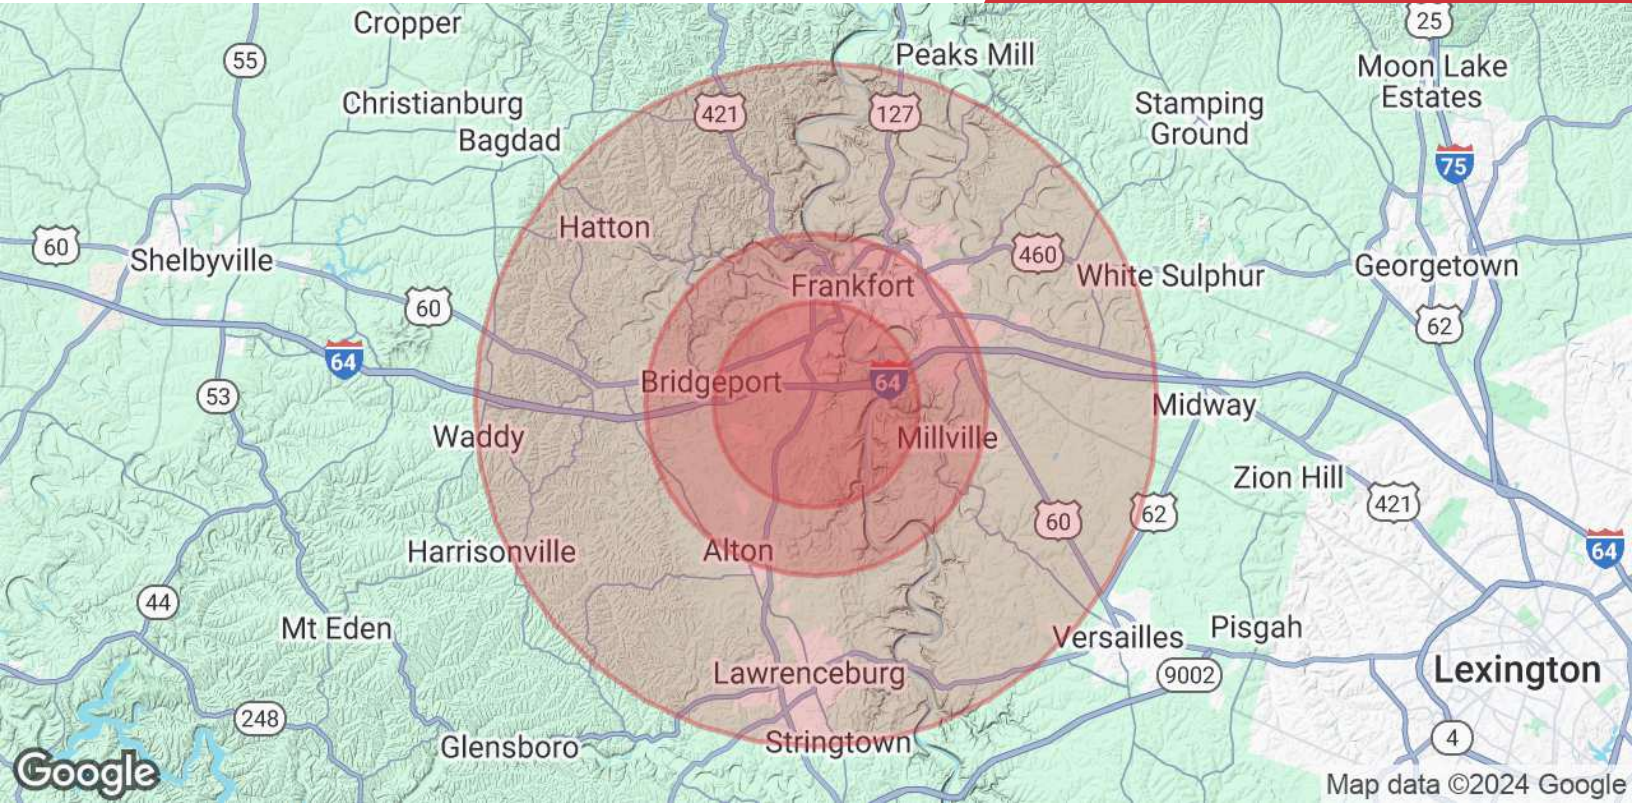 Cropper
25
55
Peaks Mill
Moon Lake
Estates
Christianburg
421
127
Stamping
Ground
Bagdad
75
Hatton
60
Shelbyville
460
White Sulphur
Georgetown
Frankfort
60
62
64
Bridgeport
64
53
Midway
Waddy
Millville
Zion Hill
421
60
62
Harrisonville
Alton
64
44
Mt Eden
Versailles
Pisgah
Lawrenceburg
9002
Lexington
248
Glensboro
Stringtown
4
Google
Map data ©2024 Google